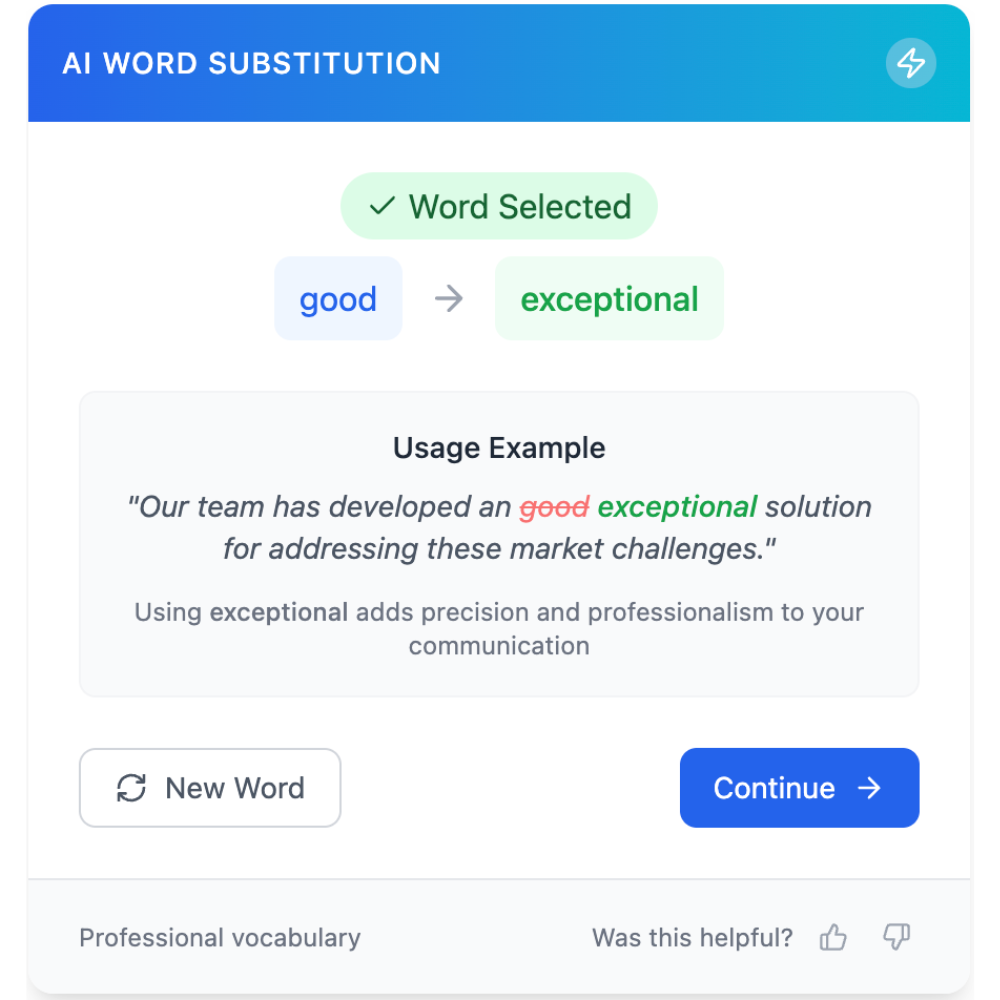 AI WORD SUBSTITUTION
✓ Word Selected
good → exceptional
Usage Example
"Our team has developed an good exceptional solution
for addressing these market challenges."
Using exceptional adds precision and professionalism to your
communication
New Word
Continue →
Professional vocabulary
Was this helpful?